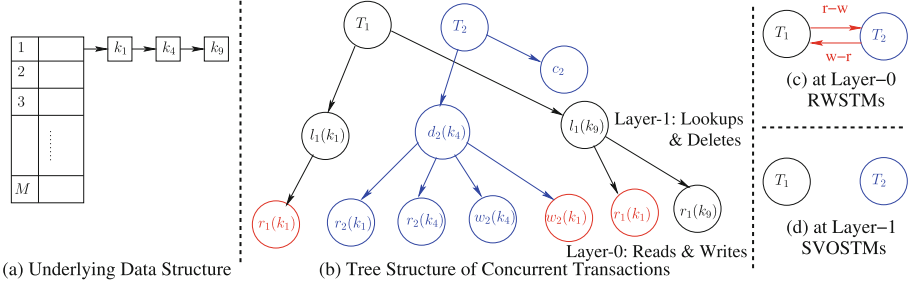 1 k₁ k₄ k₉
2
3
M
(a) Underlying Data Structure
T₁ T₂
c₂
l₁(k₁) d₂(k₄) l₁(k₉)
Layer−1: Lookups
& Deletes
r₁(k₁) r₂(k₁) r₂(k₄) w₂(k₄) w₂(k₁) r₁(k₁) r₁(k₉)
Layer−0: Reads & Writes
(b) Tree Structure of Concurrent Transactions
r−w
T₁ T₂
w−r
(c) at Layer−0
RWSTMs
T₁ T₂
(d) at Layer−1
SVOSTMs